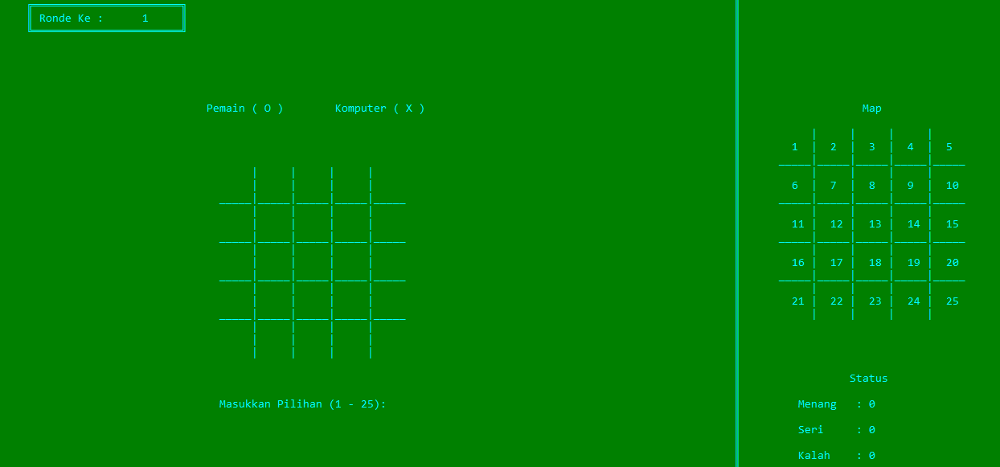 Ronde Ke : 1
Pemain ( O ) Komputer ( X )
Masukkan Pilihan (1 - 25):
Map
1 2 3 4 5
6 7 8 9 10
11 12 13 14 15
16 17 18 19 20
21 22 23 24 25
Status
Menang : 0
Seri : 0
Kalah : 0